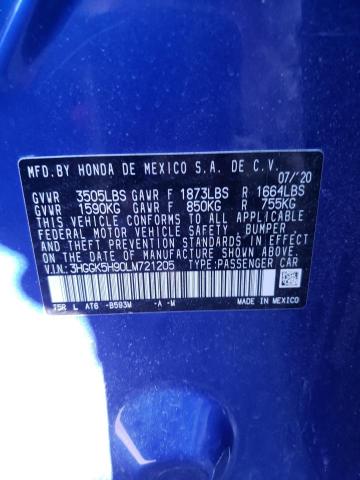 MFD.BY HONDA DE MEXICO S.A. DE C.V. 07/'20
GVWR 3505LBS GAWR F 1873LBS R 1664LBS
GVWR 1590KG GAWR F 850KG R 755KG
THIS VEHICLE CONFORMS TO ALL APPLICABLE
FEDERAL MOTOR VEHICLE SAFETY, BUMPER,
AND THEFT PREVENTION STANDARDS IN EFFECT
ON THE DATE OF MANUFACTURE SHOWN ABOVE.
V.I.N: 3HGGK5H90LM721205 TYPE: PASSENGER CAR
L AT6 -B593M -A -M MADE IN MEXICO